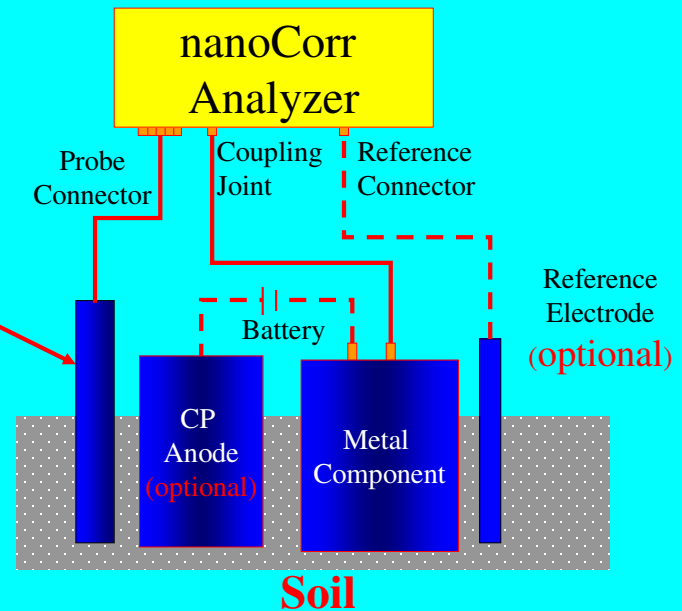 nanoCorr
Analyzer
Probe
Connector
Coupling
Joint
Reference
Connector
Reference
Electrode
(optional)
Battery
CP
Anode
(optional)
Metal
Component
Soil